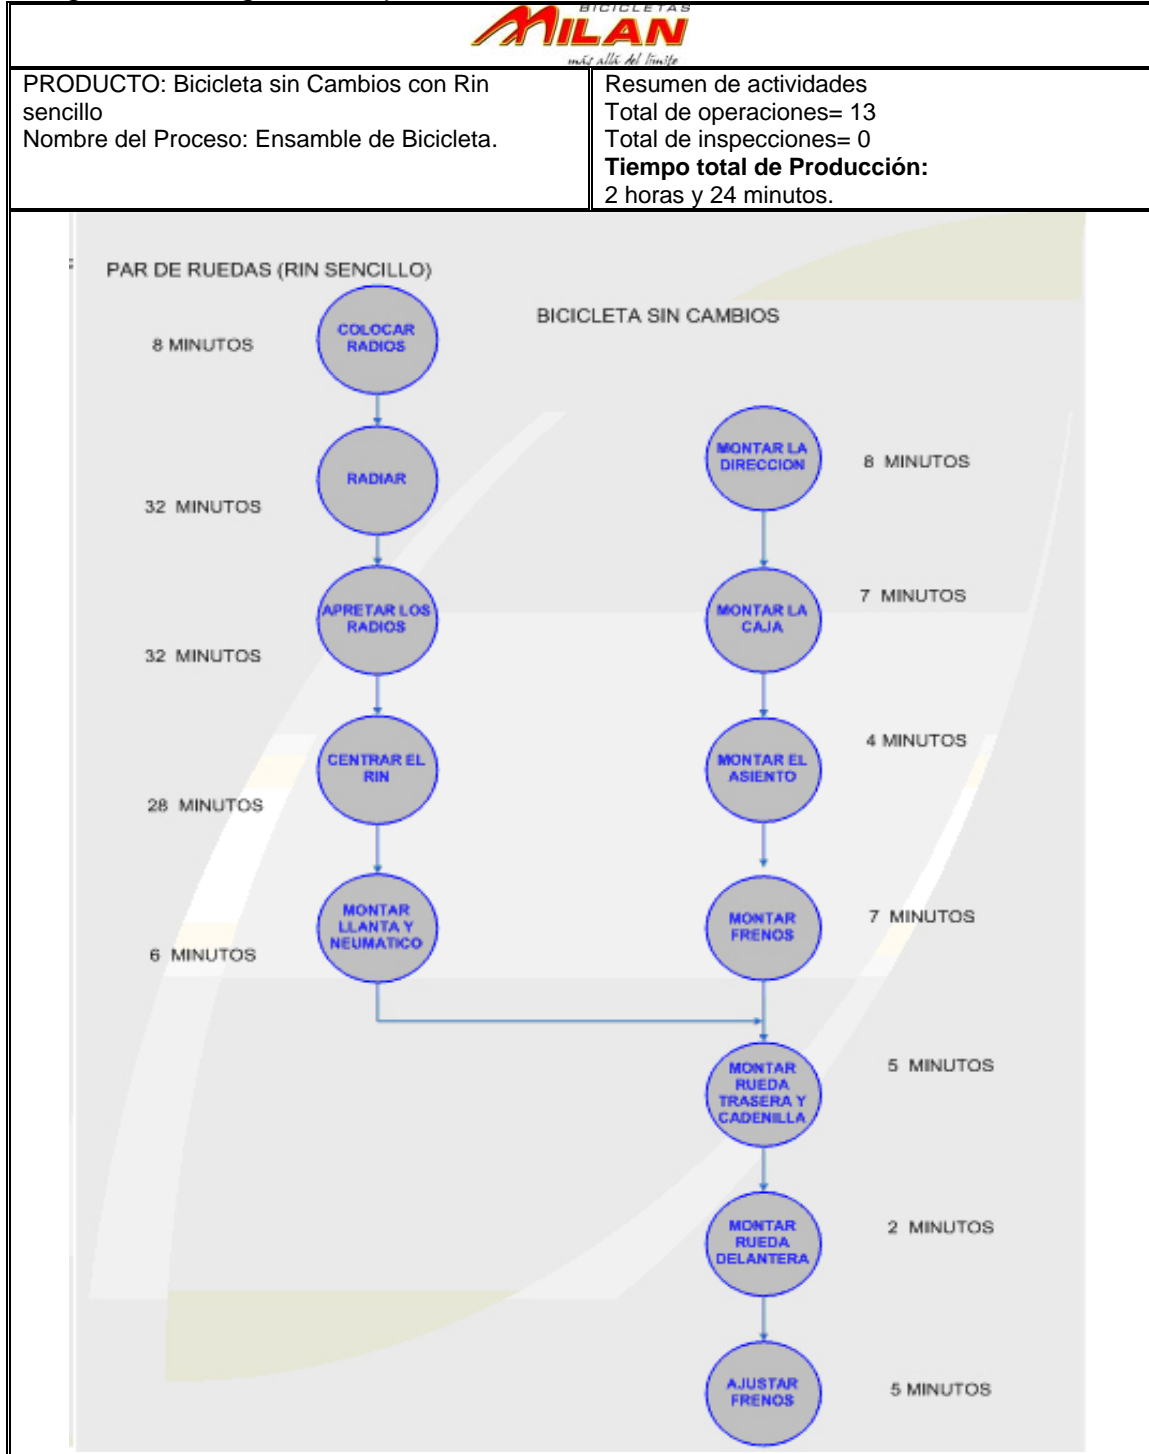 BICICLETAS
MILAN
más allá del límite
PRODUCTO: Bicicleta sin Cambios con Rin
sencillo
Nombre del Proceso: Ensamble de Bicicleta.
Resumen de actividades
Total de operaciones= 13
Total de inspecciones= 0
Tiempo total de Producción:
2 horas y 24 minutos.
PAR DE RUEDAS (RIN SENCILLO)
8 MINUTOS
COLOCAR
RADIOS
32 MINUTOS
RADIAR
32 MINUTOS
APRETAR LOS
RADIOS
28 MINUTOS
CENTRAR EL
RIN
6 MINUTOS
MONTAR
LLANTA Y
NEUMATICO
BICICLETA SIN CAMBIOS
MONTAR LA
DIRECCION
8 MINUTOS
MONTAR LA
CAJA
7 MINUTOS
MONTAR EL
ASIENTO
4 MINUTOS
MONTAR
FRENOS
7 MINUTOS
MONTAR
RUEDA
TRASERA Y
CADENILLA
5 MINUTOS
MONTAR
RUEDA
DELANTERA
2 MINUTOS
AJUSTAR
FRENOS
5 MINUTOS